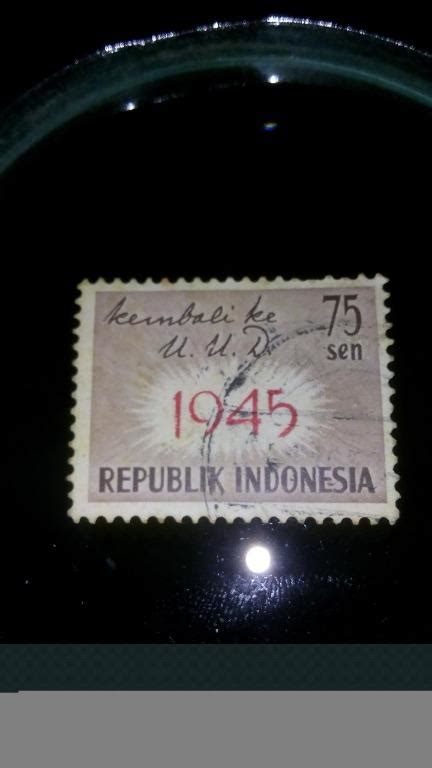 kembali ke
U. U. D.
75
sen
1945
REPUBLIK INDONESIA